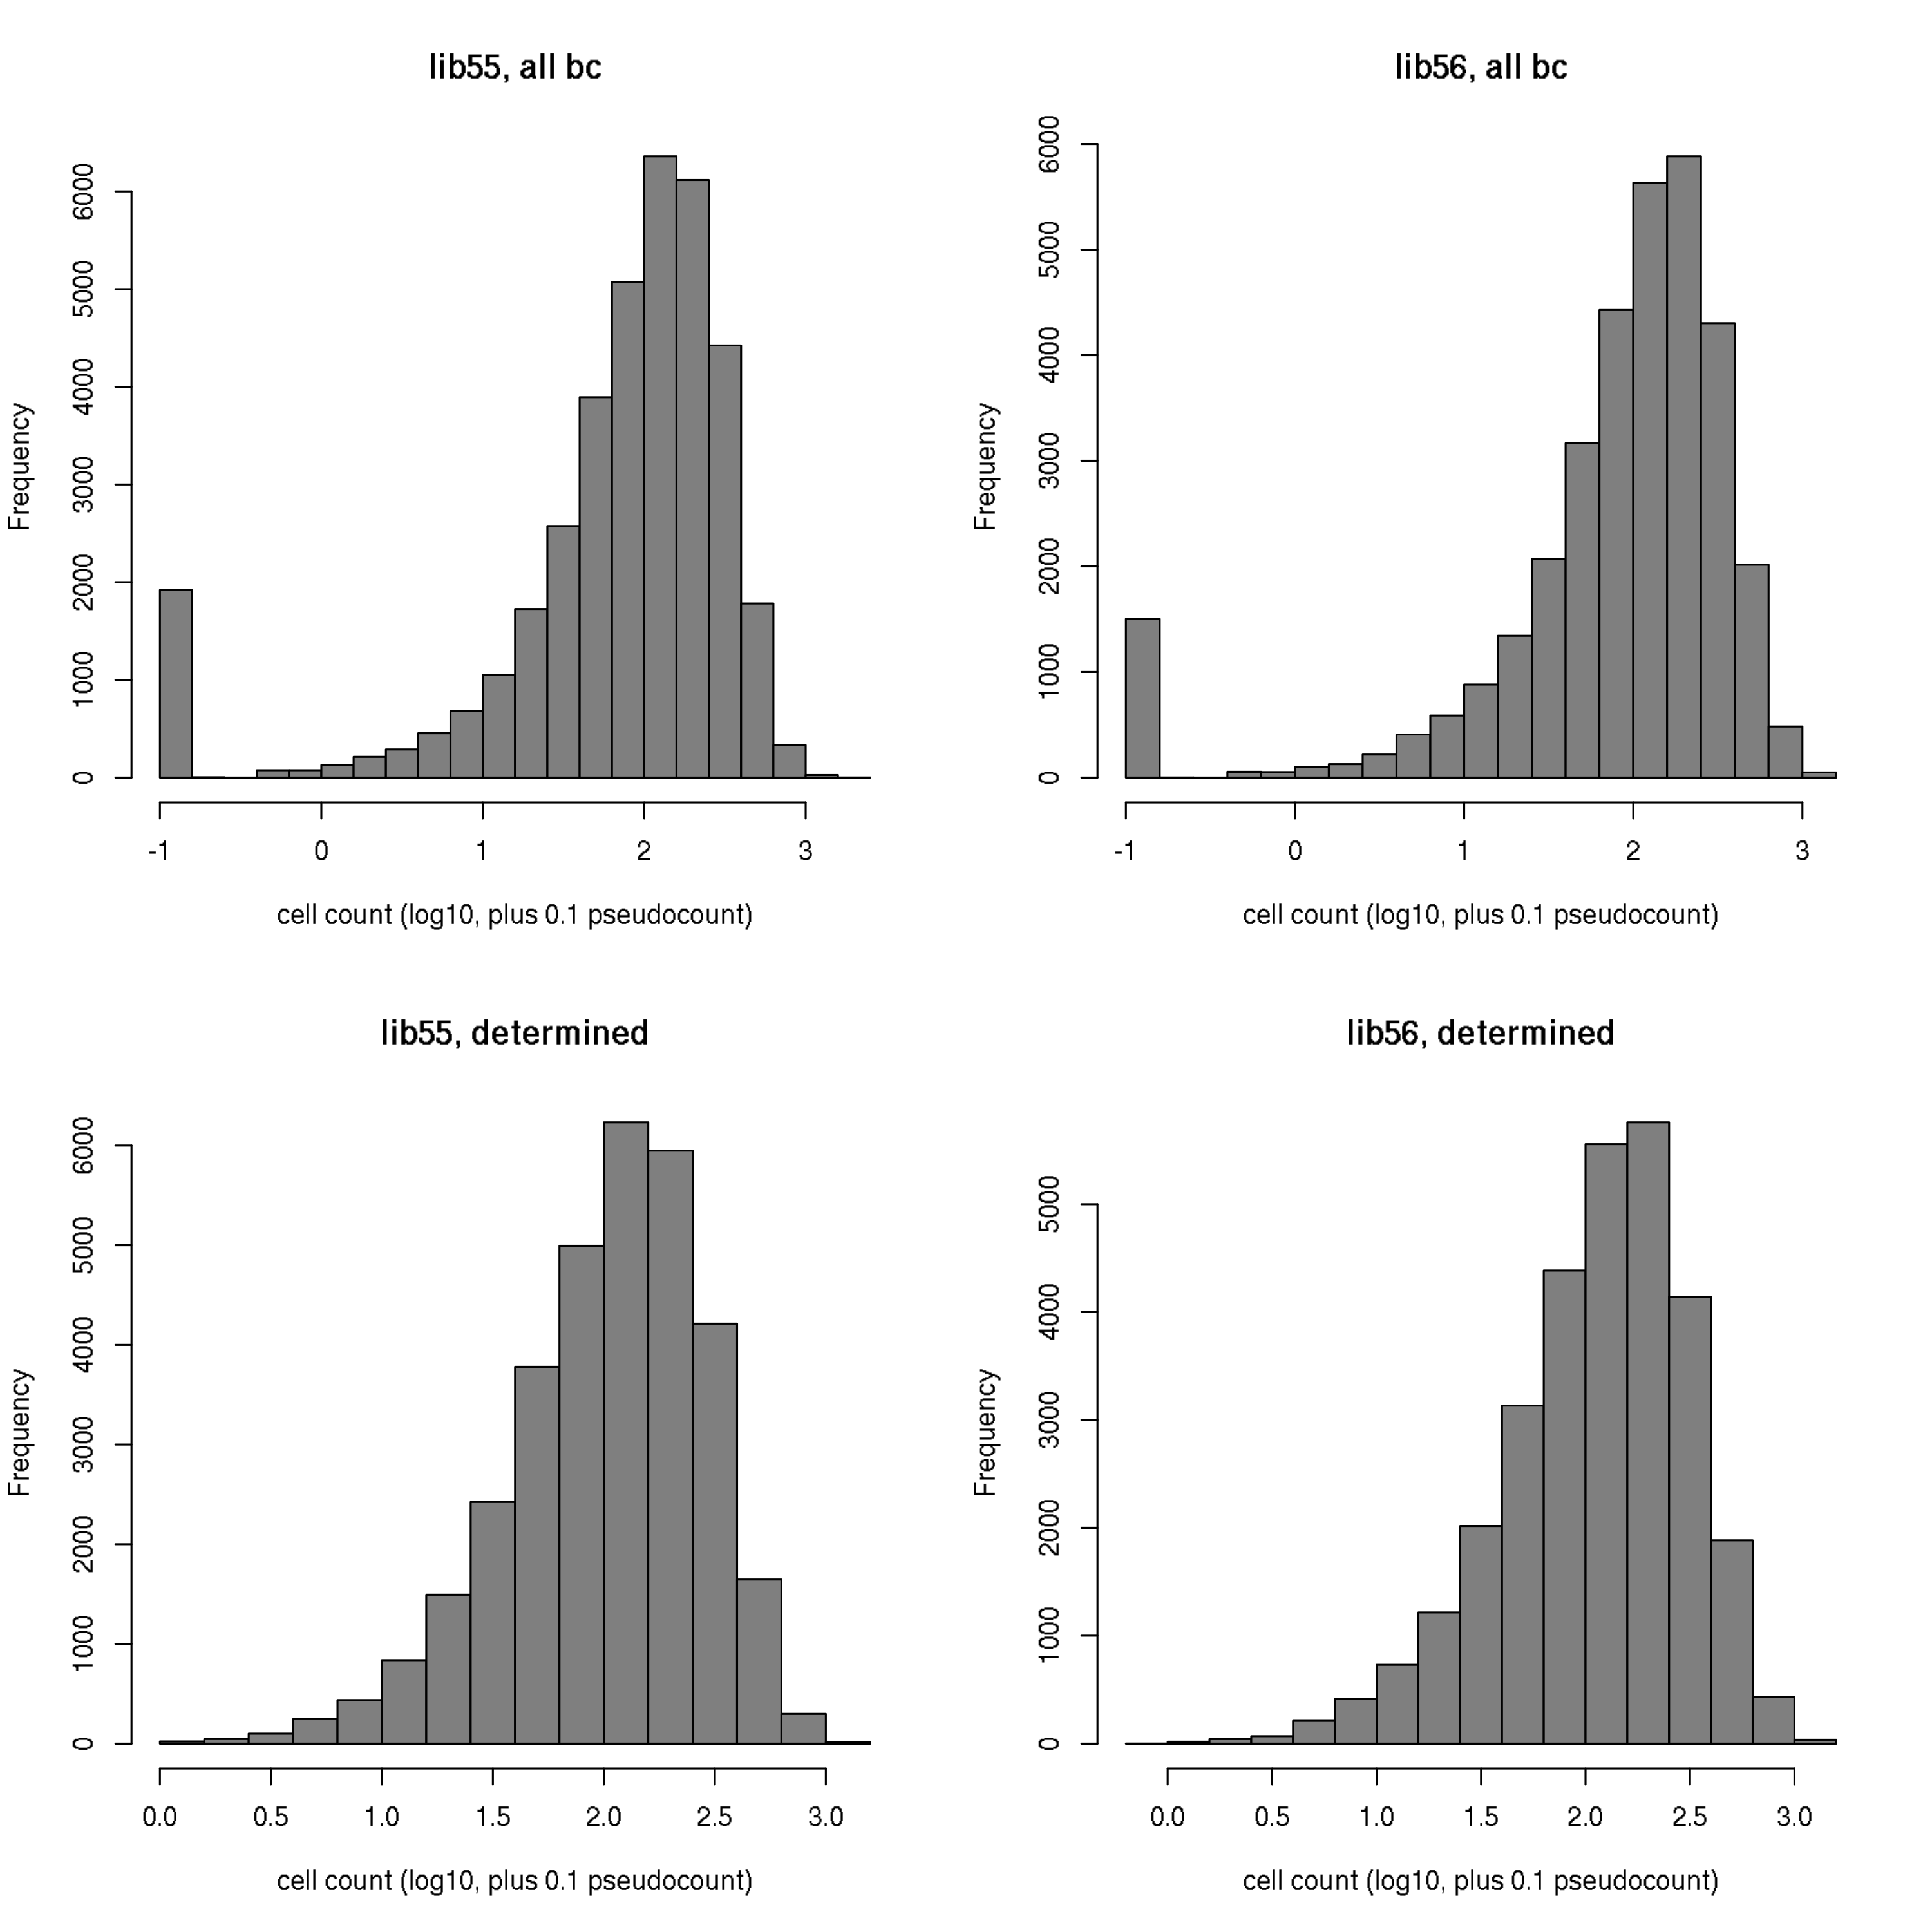 lib55, all bc
Frequency
6000
5000
4000
3000
2000
1000
0
-1 0 1 2 3
cell count (log10, plus 0.1 pseudocount)
lib56, all bc
Frequency
6000
5000
4000
3000
2000
1000
0
-1 0 1 2 3
cell count (log10, plus 0.1 pseudocount)
lib55, determined
Frequency
6000
5000
4000
3000
2000
1000
0
0.0 0.5 1.0 1.5 2.0 2.5 3.0
cell count (log10, plus 0.1 pseudocount)
lib56, determined
Frequency
5000
4000
3000
2000
1000
0
0.0 0.5 1.0 1.5 2.0 2.5 3.0
cell count (log10, plus 0.1 pseudocount)